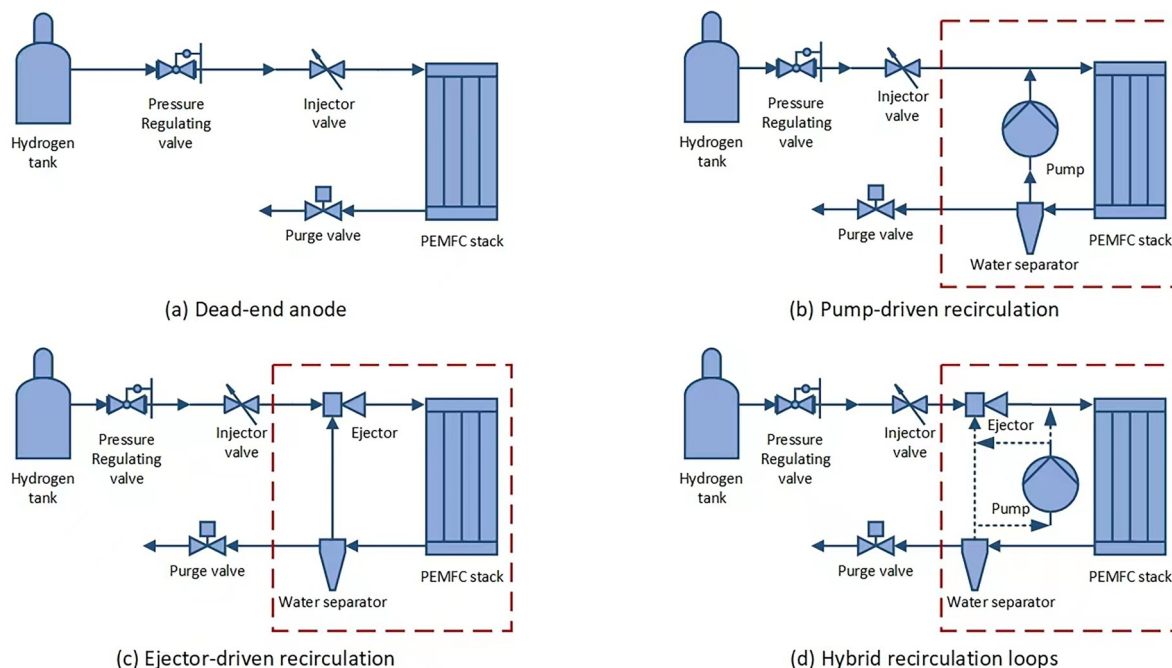 Hydrogen
tank
Pressure
Regulating
valve
Injector
valve
Purge valve
PEMFC stack
(a) Dead-end anode
Hydrogen
tank
Pressure
Regulating
valve
Injector
valve
Pump
Purge valve
Water separator
PEMFC stack
(b) Pump-driven recirculation
Hydrogen
tank
Pressure
Regulating
valve
Injector
valve
Ejector
Purge valve
Water separator
PEMFC stack
(c) Ejector-driven recirculation
Hydrogen
tank
Pressure
Regulating
valve
Injector
valve
Ejector
Pump
Purge valve
Water separator
PEMFC stack
(d) Hybrid recirculation loops